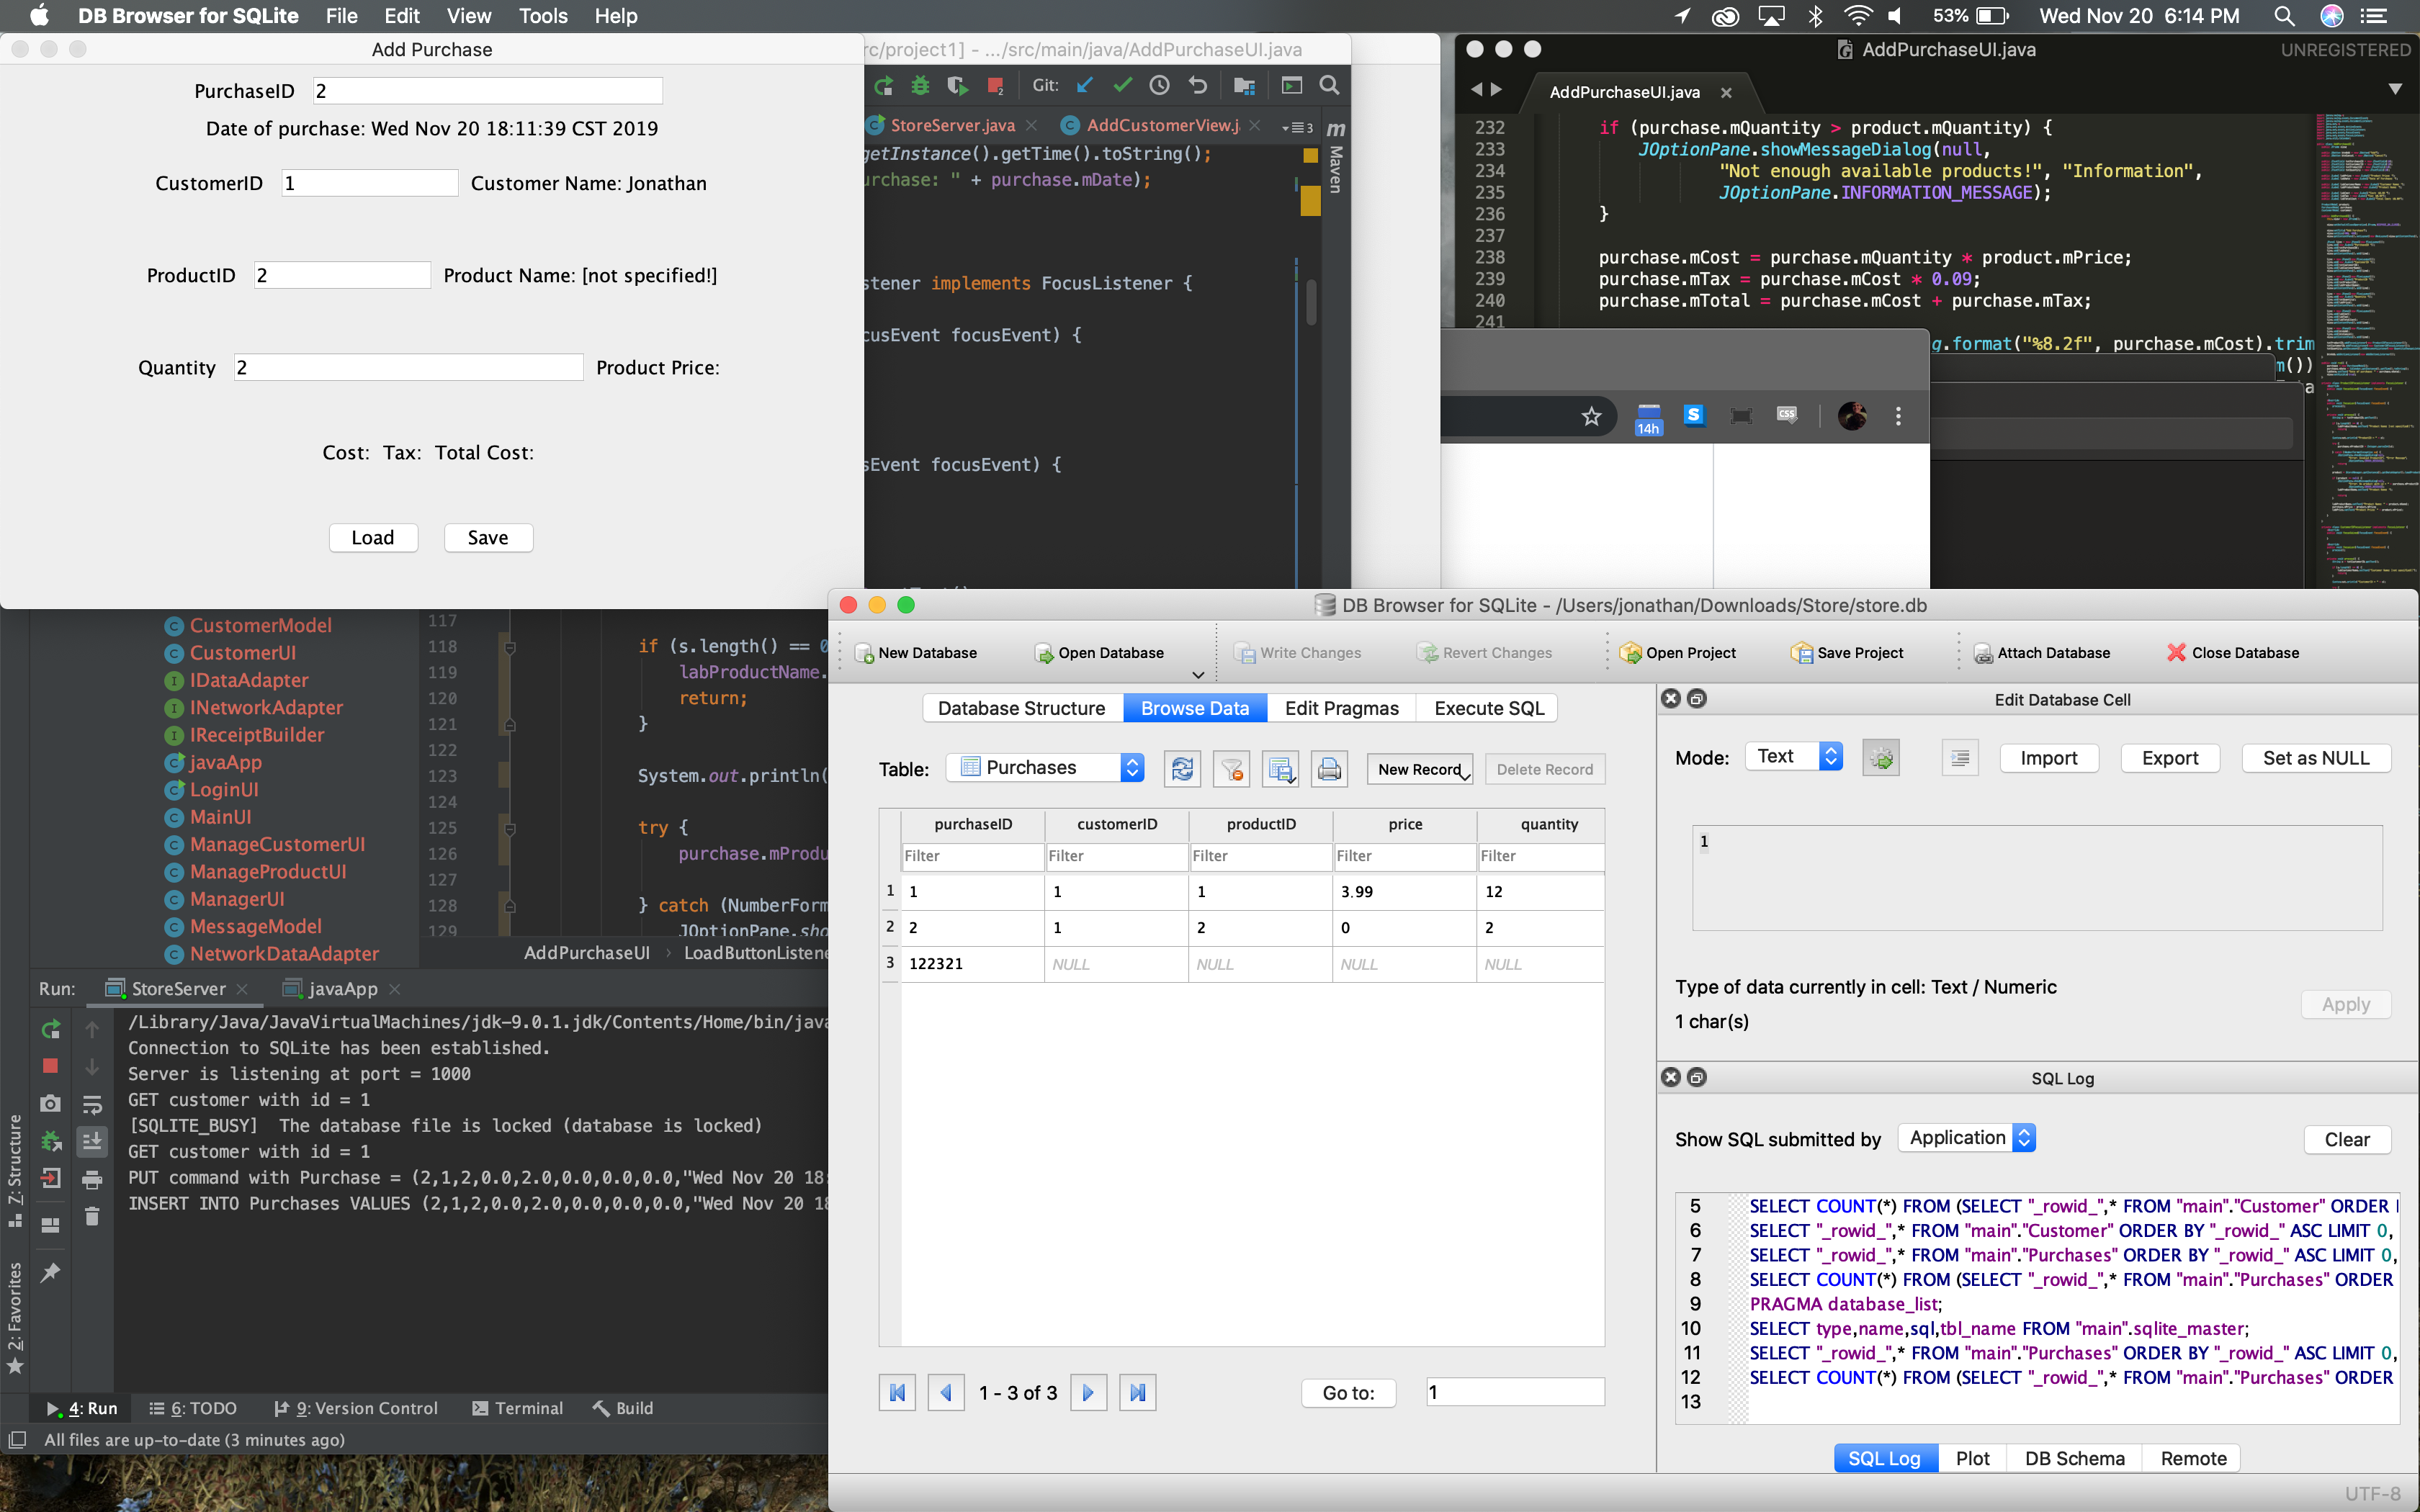 DB Browser for SQLite File Edit View Tools Help
53% Wed Nov 20 6:14 PM
Add Purchase
PurchaseID 2
Date of purchase: Wed Nov 20 18:11:39 CST 2019
CustomerID 1 Customer Name: Jonathan
ProductID 2 Product Name: [not specified!]
Quantity 2 Product Price:
Cost: Tax: Total Cost:
Load Save
rc/project1] - .../src/main/java/AddPurchaseUI.java
2 Git:
StoreServer.java AddCustomerView.j 3
m Maven
getInstance().getTime().toString();
urchase: " + purchase.mDate);
stener implements FocusListener {
cusEvent focusEvent) {
sEvent focusEvent) {
AddPurchaseUI.java UNREGISTERED
AddPurchaseUI.java
232 if (purchase.mQuantity > product.mQuantity) {
233 JOptionPane.showMessageDialog(null,
234 "Not enough available products!", "Information",
235 JOptionPane.INFORMATION_MESSAGE);
236 }
237
238 purchase.mCost = purchase.mQuantity * product.mPrice;
239 purchase.mTax = purchase.mCost * 0.09;
240 purchase.mTotal = purchase.mCost + purchase.mTax;
241
g.format("%8.2f", purchase.mCost).trim
m())
ta
14h S CSS
CustomerModel
CustomerUI
IDataAdapter
INetworkAdapter
IReceiptBuilder
javaApp
LoginUI
MainUI
ManageCustomerUI
ManageProductUI
ManagerUI
MessageModel
NetworkDataAdapter
117
118 if (s.length() == 0
119 labProductName.
120 return;
121 }
122
123 System.out.println(
124
125 try {
126 purchase.mProdu
127
128 } catch (NumberForm
129 JOptionPane.sho
AddPurchaseUI LoadButtonListene
Run: StoreServer javaApp
/Library/Java/JavaVirtualMachines/jdk-9.0.1.jdk/Contents/Home/bin/java
Connection to SQLite has been established.
Server is listening at port = 1000
GET customer with id = 1
[SQLITE_BUSY]  The database file is locked (database is locked)
GET customer with id = 1
PUT command with Purchase = (2,1,2,0.0,2.0,0.0,0.0,0.0,"Wed Nov 20 18:
INSERT INTO Purchases VALUES (2,1,2,0.0,2.0,0.0,0.0,0.0,"Wed Nov 20 18
Z: Structure
2: Favorites
4: Run 6: TODO 9: Version Control Terminal Build
All files are up-to-date (3 minutes ago)
DB Browser for SQLite - /Users/jonathan/Downloads/Store/store.db
New Database Open Database Write Changes Revert Changes Open Project Save Project Attach Database Close Database
Database Structure Browse Data Edit Pragmas Execute SQL
Table: Purchases New Record Delete Record
purchaseID customerID productID price quantity
Filter Filter Filter Filter Filter
1 1 1 1 3.99 12
2 2 1 2 0 2
3 122321 NULL NULL NULL NULL
1 - 3 of 3 Go to: 1
Edit Database Cell
Mode: Text Import Export Set as NULL
1
Type of data currently in cell: Text / Numeric
1 char(s)
Apply
SQL Log
Show SQL submitted by Application Clear
5 SELECT COUNT(*) FROM (SELECT "_rowid_",* FROM "main"."Customer" ORDER
6 SELECT "_rowid_",* FROM "main"."Customer" ORDER BY "_rowid_" ASC LIMIT 0,
7 SELECT "_rowid_",* FROM "main"."Purchases" ORDER BY "_rowid_" ASC LIMIT 0,
8 SELECT COUNT(*) FROM (SELECT "_rowid_",* FROM "main"."Purchases" ORDER
9 PRAGMA database_list;
10 SELECT type,name,sql,tbl_name FROM "main".sqlite_master;
11 SELECT "_rowid_",* FROM "main"."Purchases" ORDER BY "_rowid_" ASC LIMIT 0,
12 SELECT COUNT(*) FROM (SELECT "_rowid_",* FROM "main"."Purchases" ORDER
13
SQL Log Plot DB Schema Remote
UTF-8